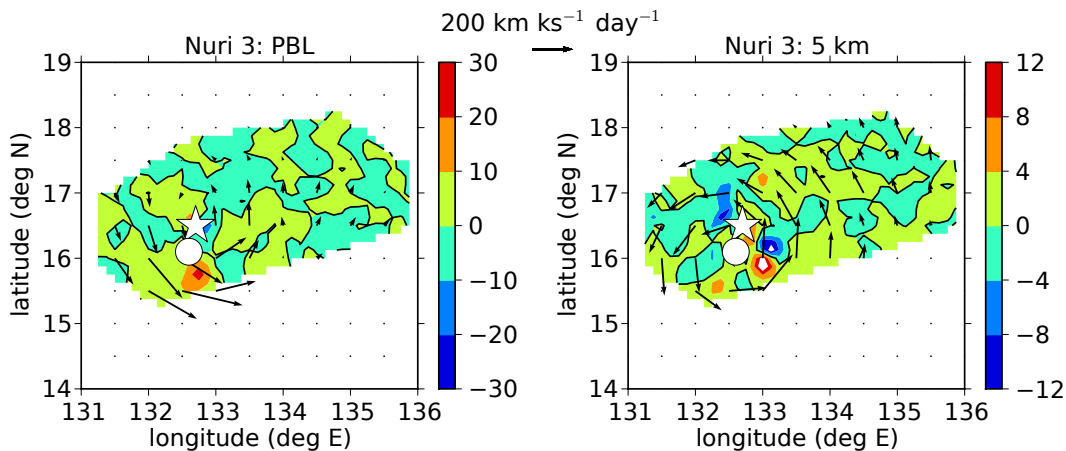 200 km ks⁻¹ day⁻¹
Nuri 3: PBL
19
18
17
16
15
14
131 132 133 134 135 136
longitude (deg E)
latitude (deg N)
30
20
10
0
−10
−20
−30
Nuri 3: 5 km
19
18
17
16
15
14
131 132 133 134 135 136
longitude (deg E)
latitude (deg N)
12
8
4
0
−4
−8
−12